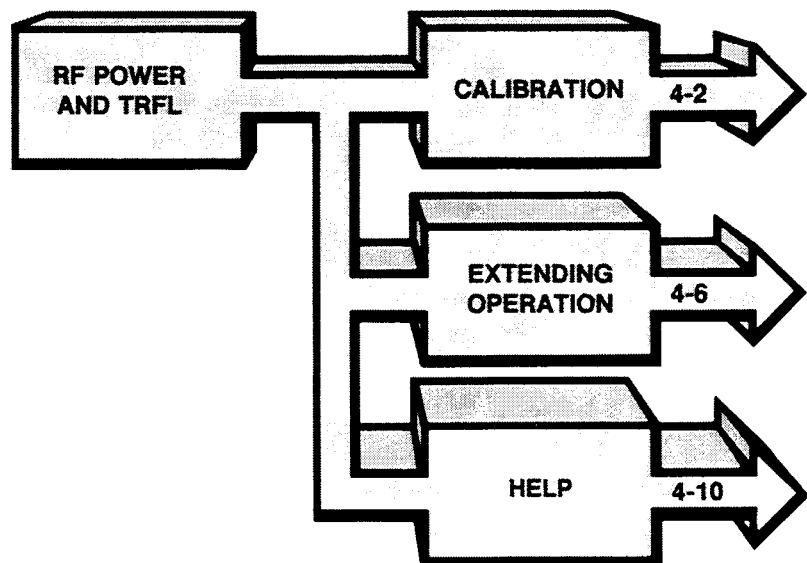 RF POWER
AND TRFL
CALIBRATION
4-2
EXTENDING
OPERATION
4-6
HELP
4-10